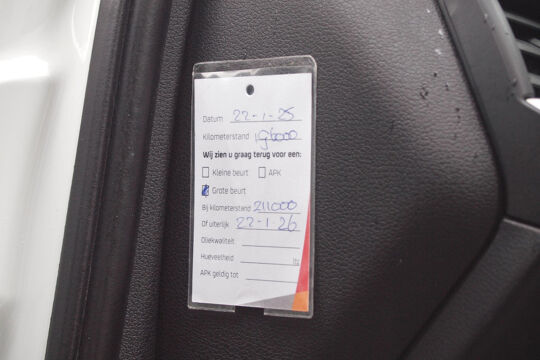 Datum 22-1-25
Kilometerstand 196000
Wij zien u graag terug voor een:
Kleine beurt APK
Grote beurt
Bij kilometerstand 211000
Of uiterlijk 22-1-26
Oliekwaliteit
Hoeveelheid ltr
APK geldig tot